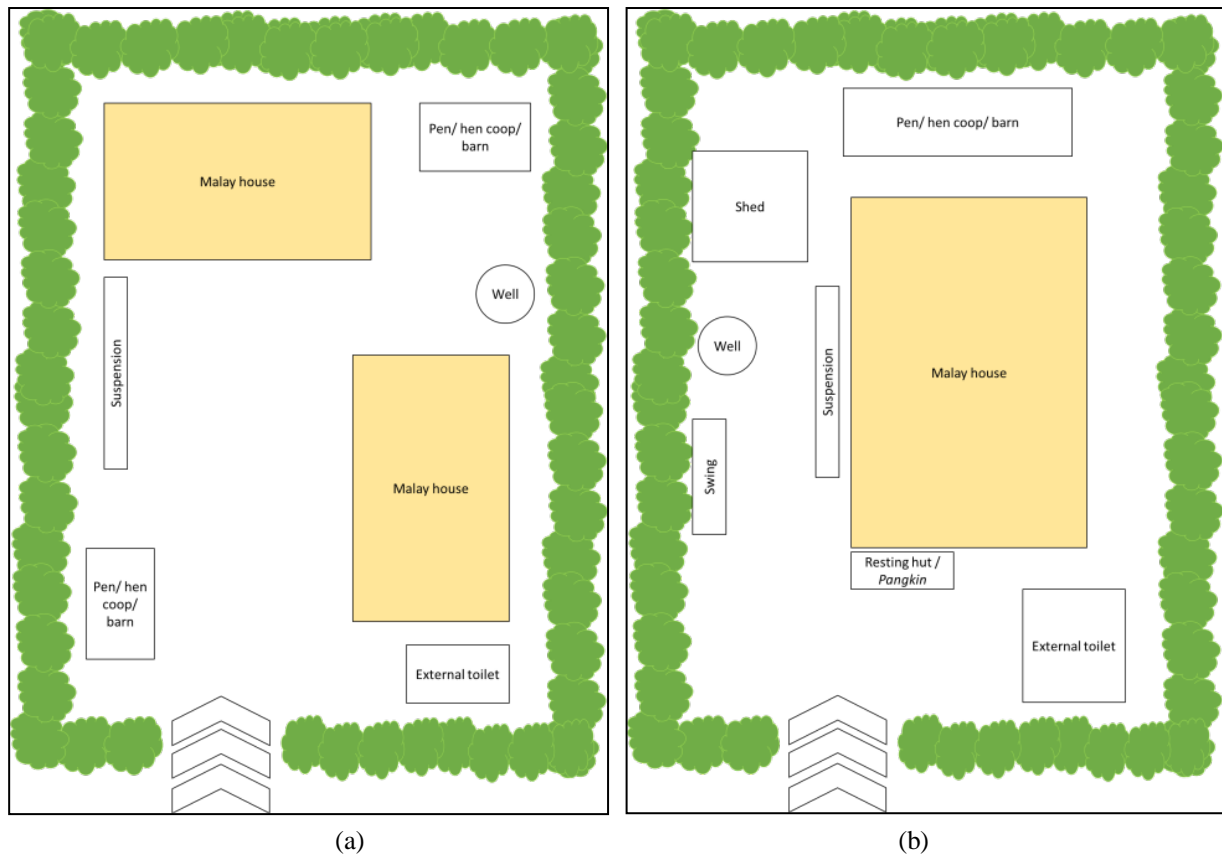 Malay house
Pen/ hen coop/
barn
Well
Suspension
Malay house
Pen/ hen
coop/
barn
External toilet
(a)
Pen/ hen coop/ barn
Shed
Malay house
Well
Suspension
Swing
Resting hut /
Pangkin
External toilet
(b)